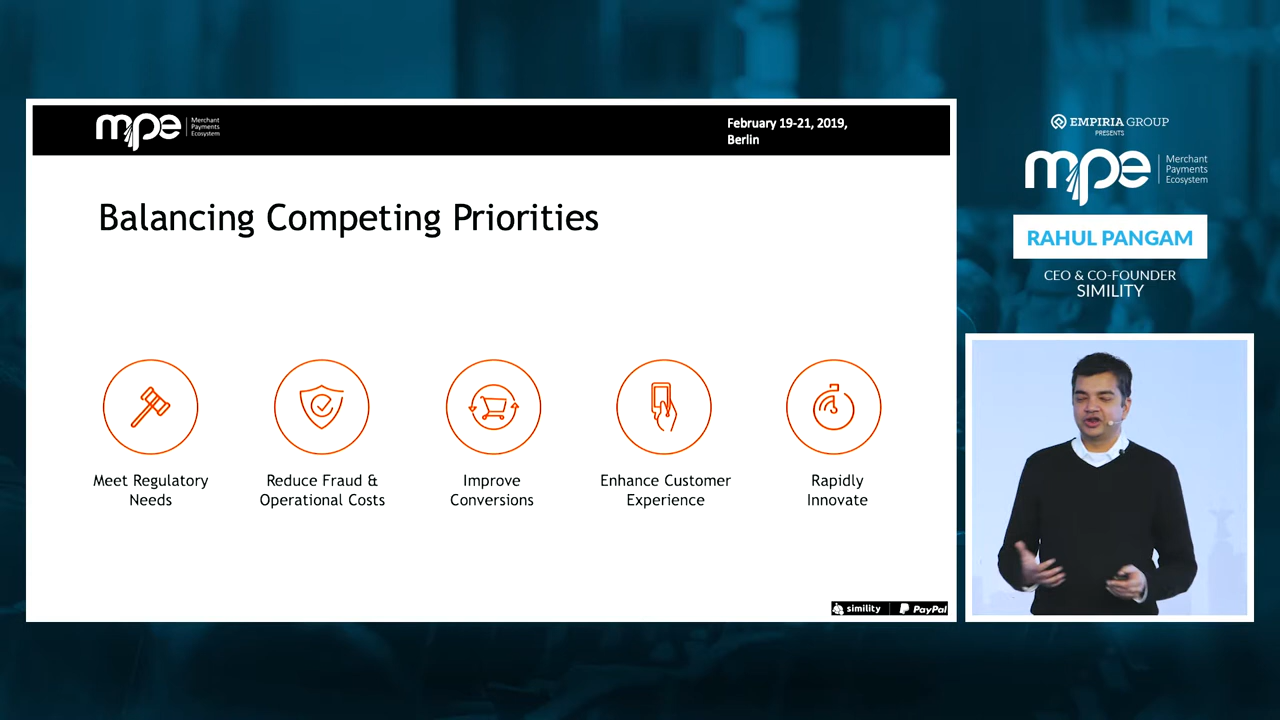 mpe
Merchant
Payments
Ecosystem
February 19-21, 2019,
Berlin
Balancing Competing Priorities
Meet Regulatory
Needs
Reduce Fraud &
Operational Costs
Improve
Conversions
Enhance Customer
Experience
Rapidly
Innovate
simility
PayPal
EMPIRIA GROUP
PRESENTS
mpe
Merchant
Payments
Ecosystem
RAHUL PANGAM
CEO & CO-FOUNDER
SIMILITY